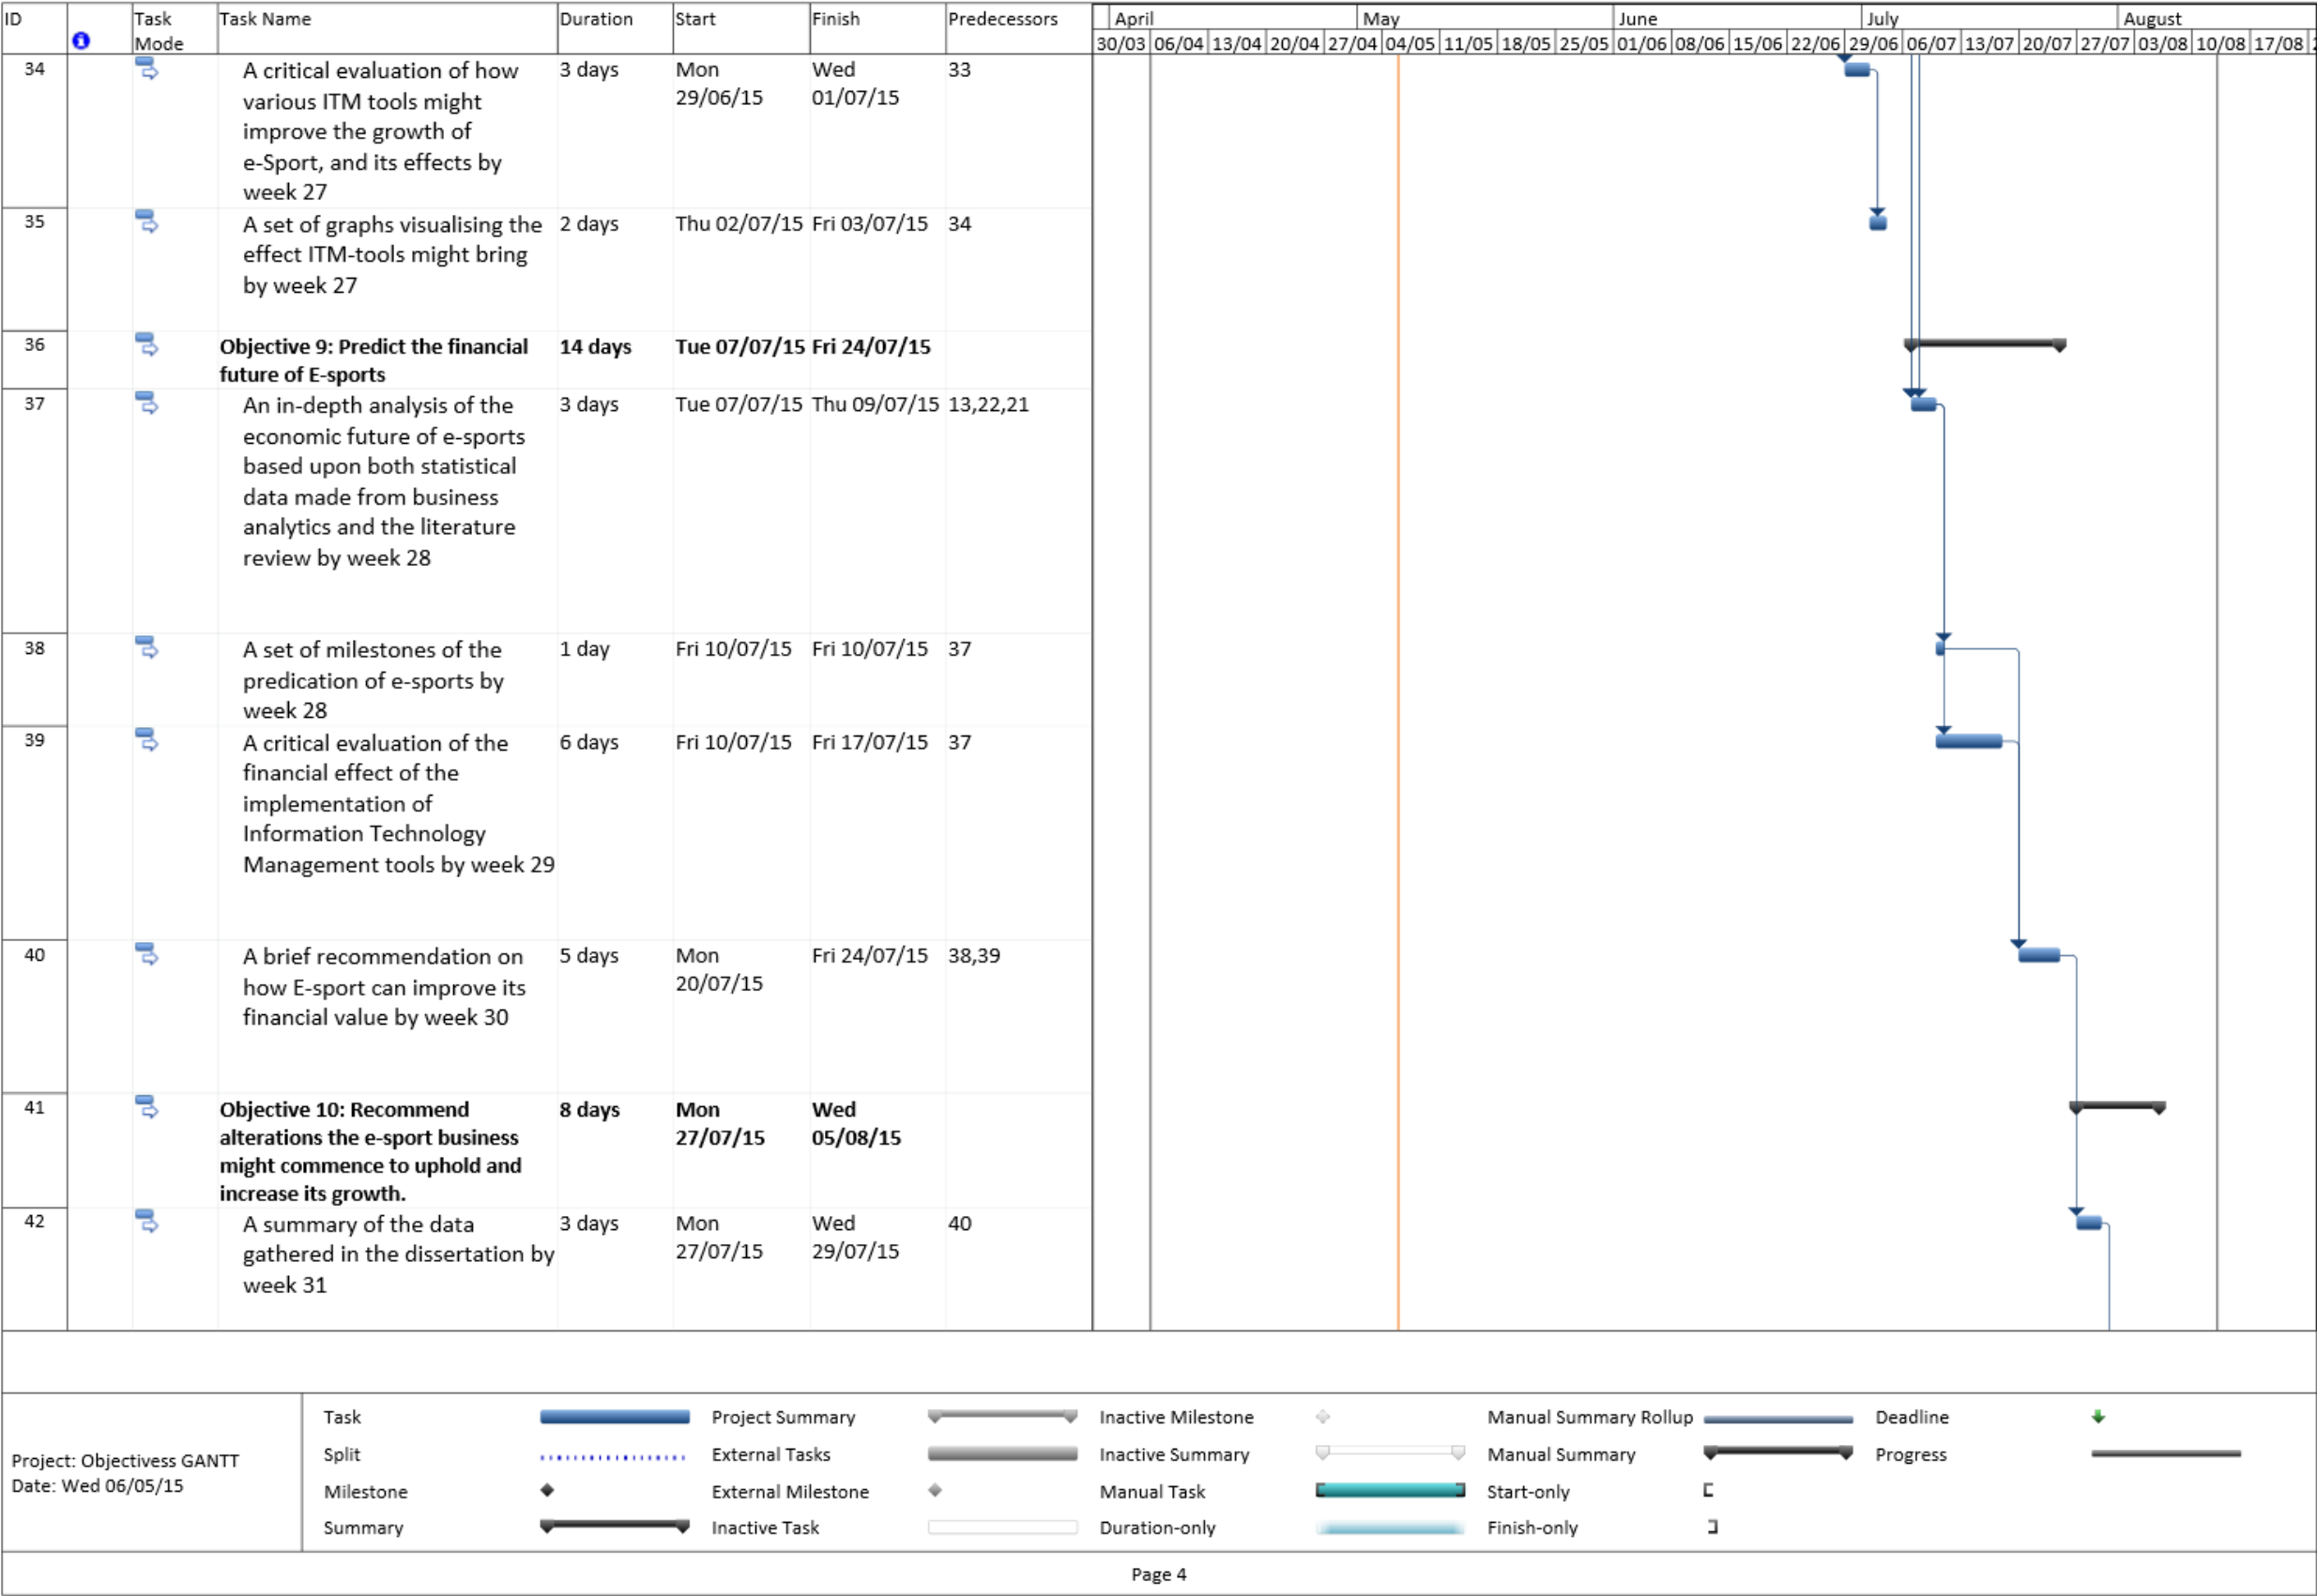 ID Task Mode Task Name Duration Start Finish Predecessors
April May June July August
30/03 06/04 13/04 20/04 27/04 04/05 11/05 18/05 25/05 01/06 08/06 15/06 22/06 29/06 06/07 13/07 20/07 27/07 03/08 10/08 17/08
34 A critical evaluation of how 3 days Mon Wed 33
various ITM tools might 29/06/15 01/07/15
improve the growth of
e-Sport, and its effects by
week 27
35 A set of graphs visualising the 2 days Thu 02/07/15 Fri 03/07/15 34
effect ITM-tools might bring
by week 27
36 Objective 9: Predict the financial 14 days Tue 07/07/15 Fri 24/07/15
future of E-sports
37 An in-depth analysis of the 3 days Tue 07/07/15 Thu 09/07/15 13,22,21
economic future of e-sports
based upon both statistical
data made from business
analytics and the literature
review by week 28
38 A set of milestones of the 1 day Fri 10/07/15 Fri 10/07/15 37
predication of e-sports by
week 28
39 A critical evaluation of the 6 days Fri 10/07/15 Fri 17/07/15 37
financial effect of the
implementation of
Information Technology
Management tools by week 29
40 A brief recommendation on 5 days Mon Fri 24/07/15 38,39
how E-sport can improve its 20/07/15
financial value by week 30
41 Objective 10: Recommend 8 days Mon Wed
alterations the e-sport business 27/07/15 05/08/15
might commence to uphold and
increase its growth.
42 A summary of the data 3 days Mon Wed 40
gathered in the dissertation by 27/07/15 29/07/15
week 31
Project: Objectivess GANTT
Date: Wed 06/05/15
Task Project Summary Inactive Milestone Manual Summary Rollup Deadline
Split External Tasks Inactive Summary Manual Summary Progress
Milestone External Milestone Manual Task Start-only
Summary Inactive Task Duration-only Finish-only
Page 4